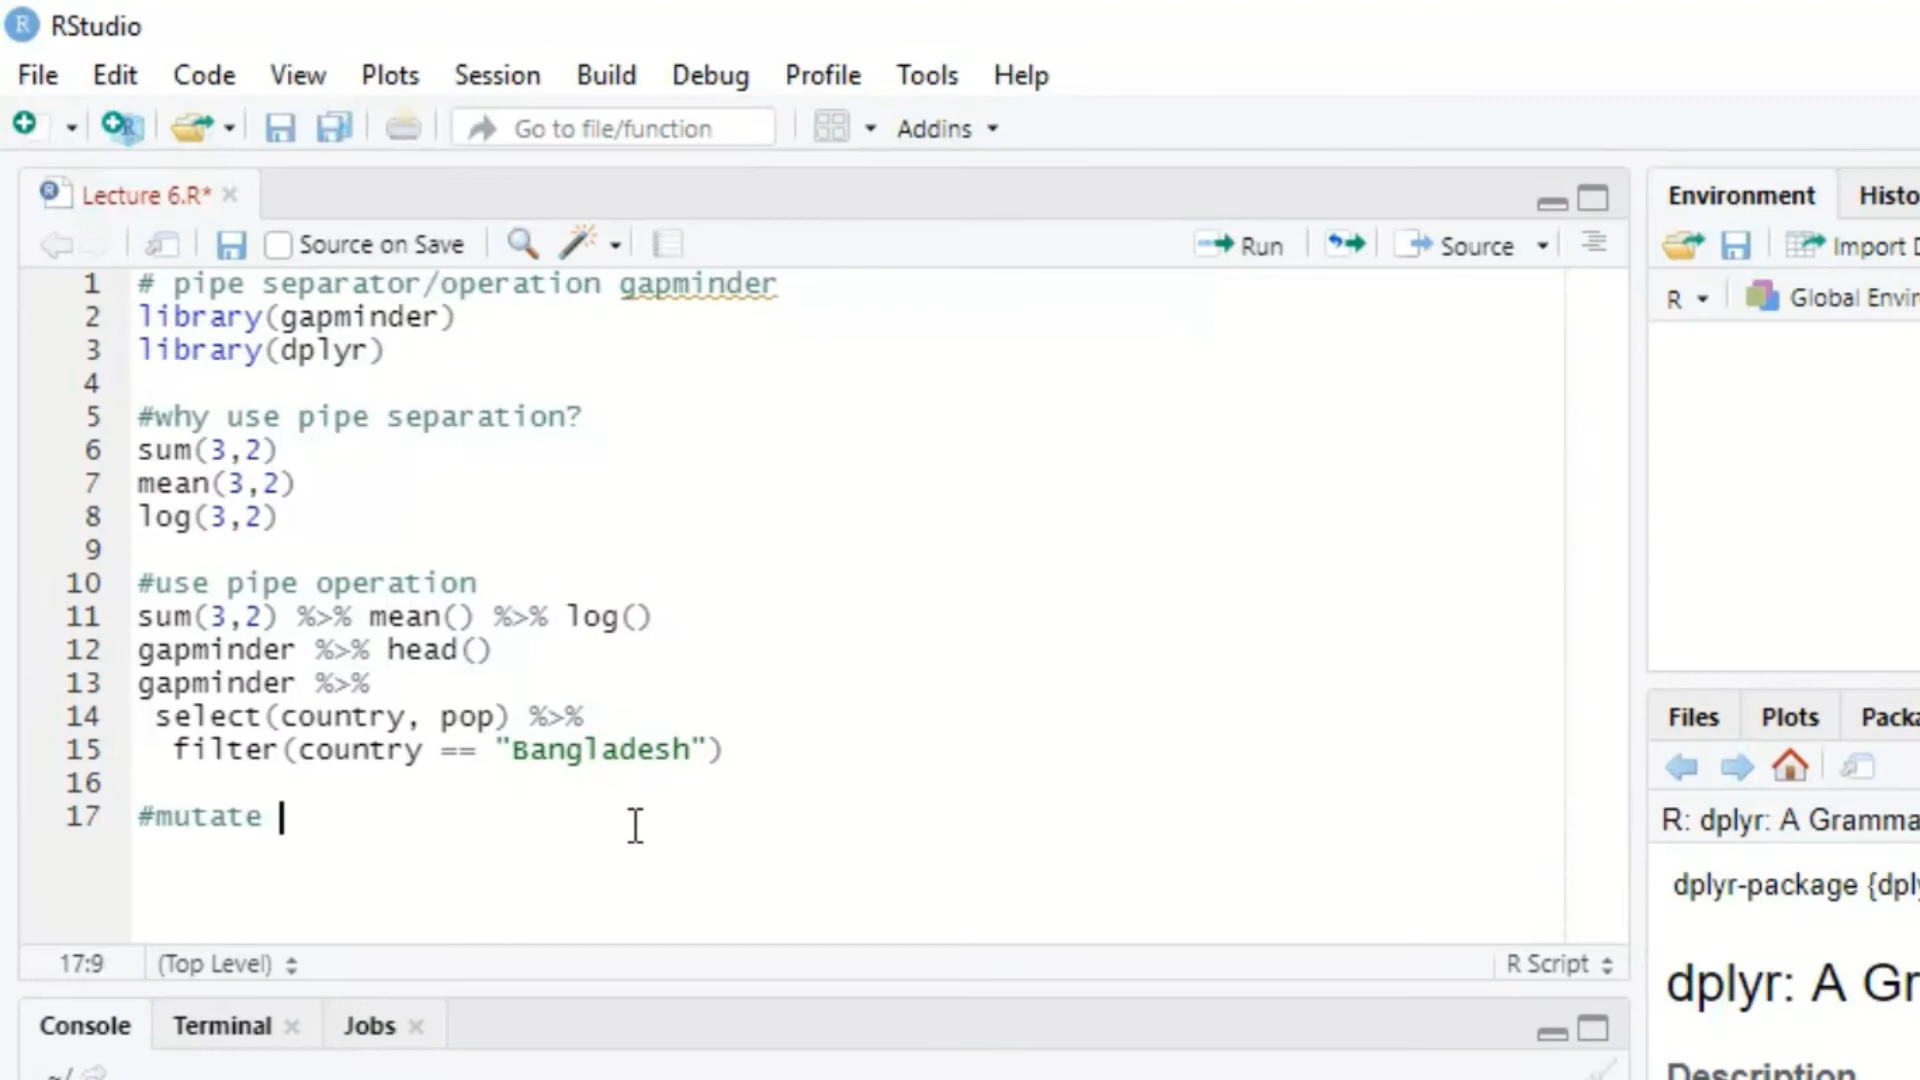 RStudio
File Edit Code View Plots Session Build Debug Profile Tools Help
Go to file/function Addins
Lecture 6.R*
Source on Save Run Source
1 # pipe separator/operation gapminder
2 library(gapminder)
3 library(dplyr)
4
5 #why use pipe separation?
6 sum(3,2)
7 mean(3,2)
8 log(3,2)
9
10 #use pipe operation
11 sum(3,2) %>% mean() %>% log()
12 gapminder %>% head()
13 gapminder %>%
14 select(country, pop) %>%
15 filter(country == "Bangladesh")
16
17 #mutate
17:9 (Top Level) R Script
Console Terminal Jobs
~/
Environment Histo
Import D
R Global Envir
Files Plots Packa
R: dplyr: A Gramma
dplyr-package {dply
dplyr: A Gr
Description